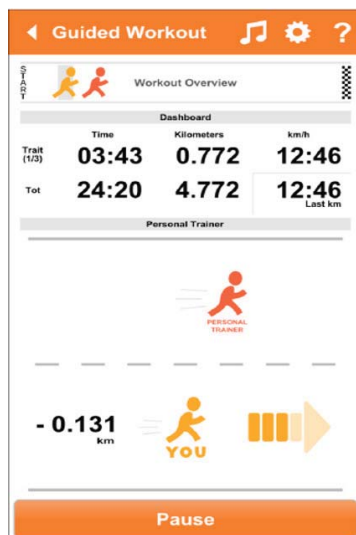 Guided Workout ?
START
Workout Overview
Dashboard
Time Kilometers km/h
Trait (1/3) 03:43 0.772 12:46
Tot 24:20 4.772 12:46
Last km
Personal Trainer
PERSONAL
TRAINER
- 0.131
km
YOU
Pause